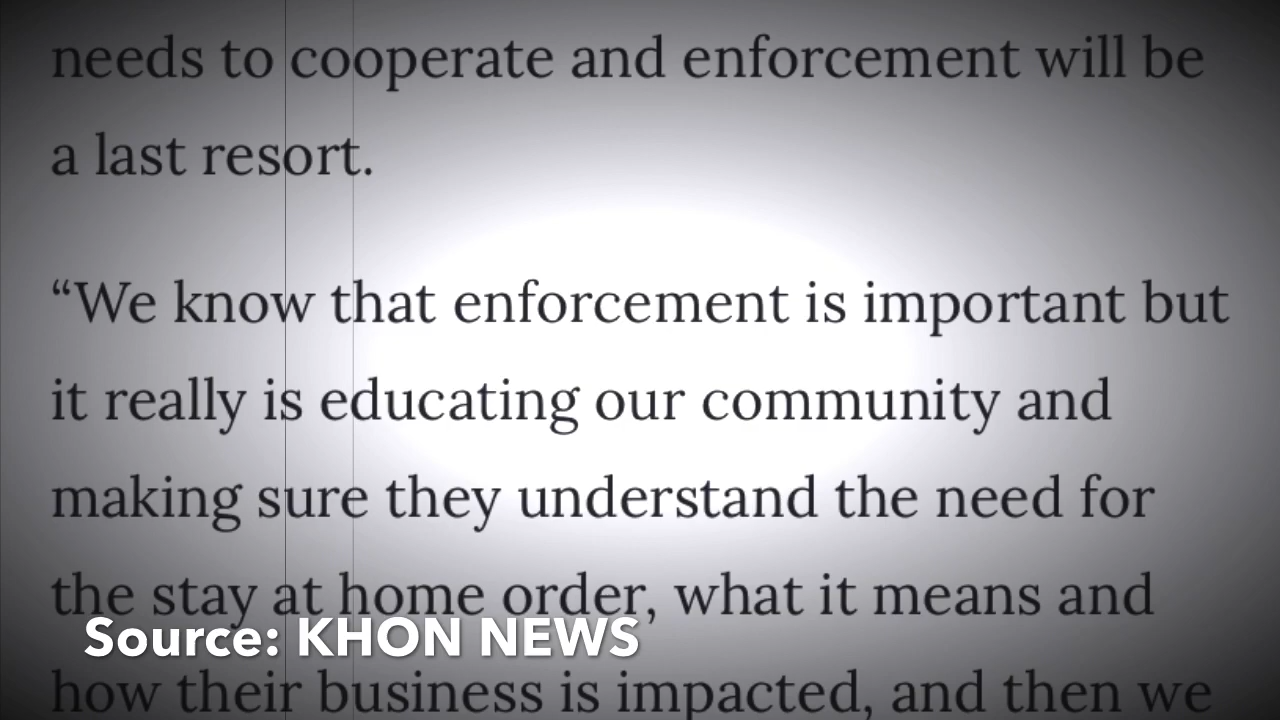 needs to cooperate and enforcement will be
a last resort.
“We know that enforcement is important but
it really is educating our community and
making sure they understand the need for
the stay at home order, what it means and
Source: KHON NEWS
how their business is impacted, and then we